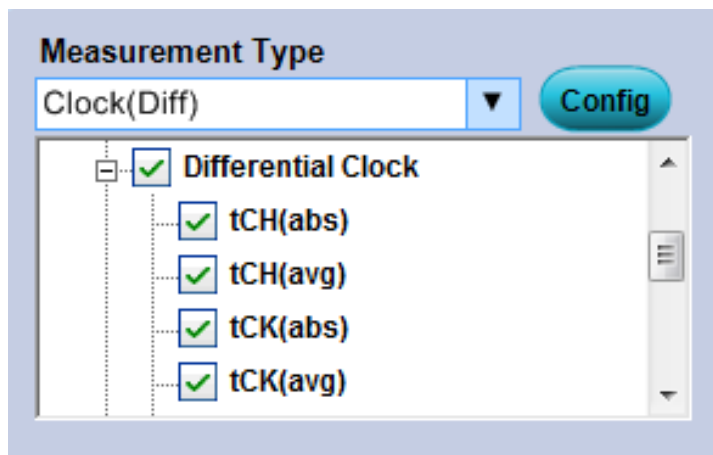 Measurement Type
Clock(Diff)
Config
Differential Clock
tCH(abs)
tCH(avg)
tCK(abs)
tCK(avg)